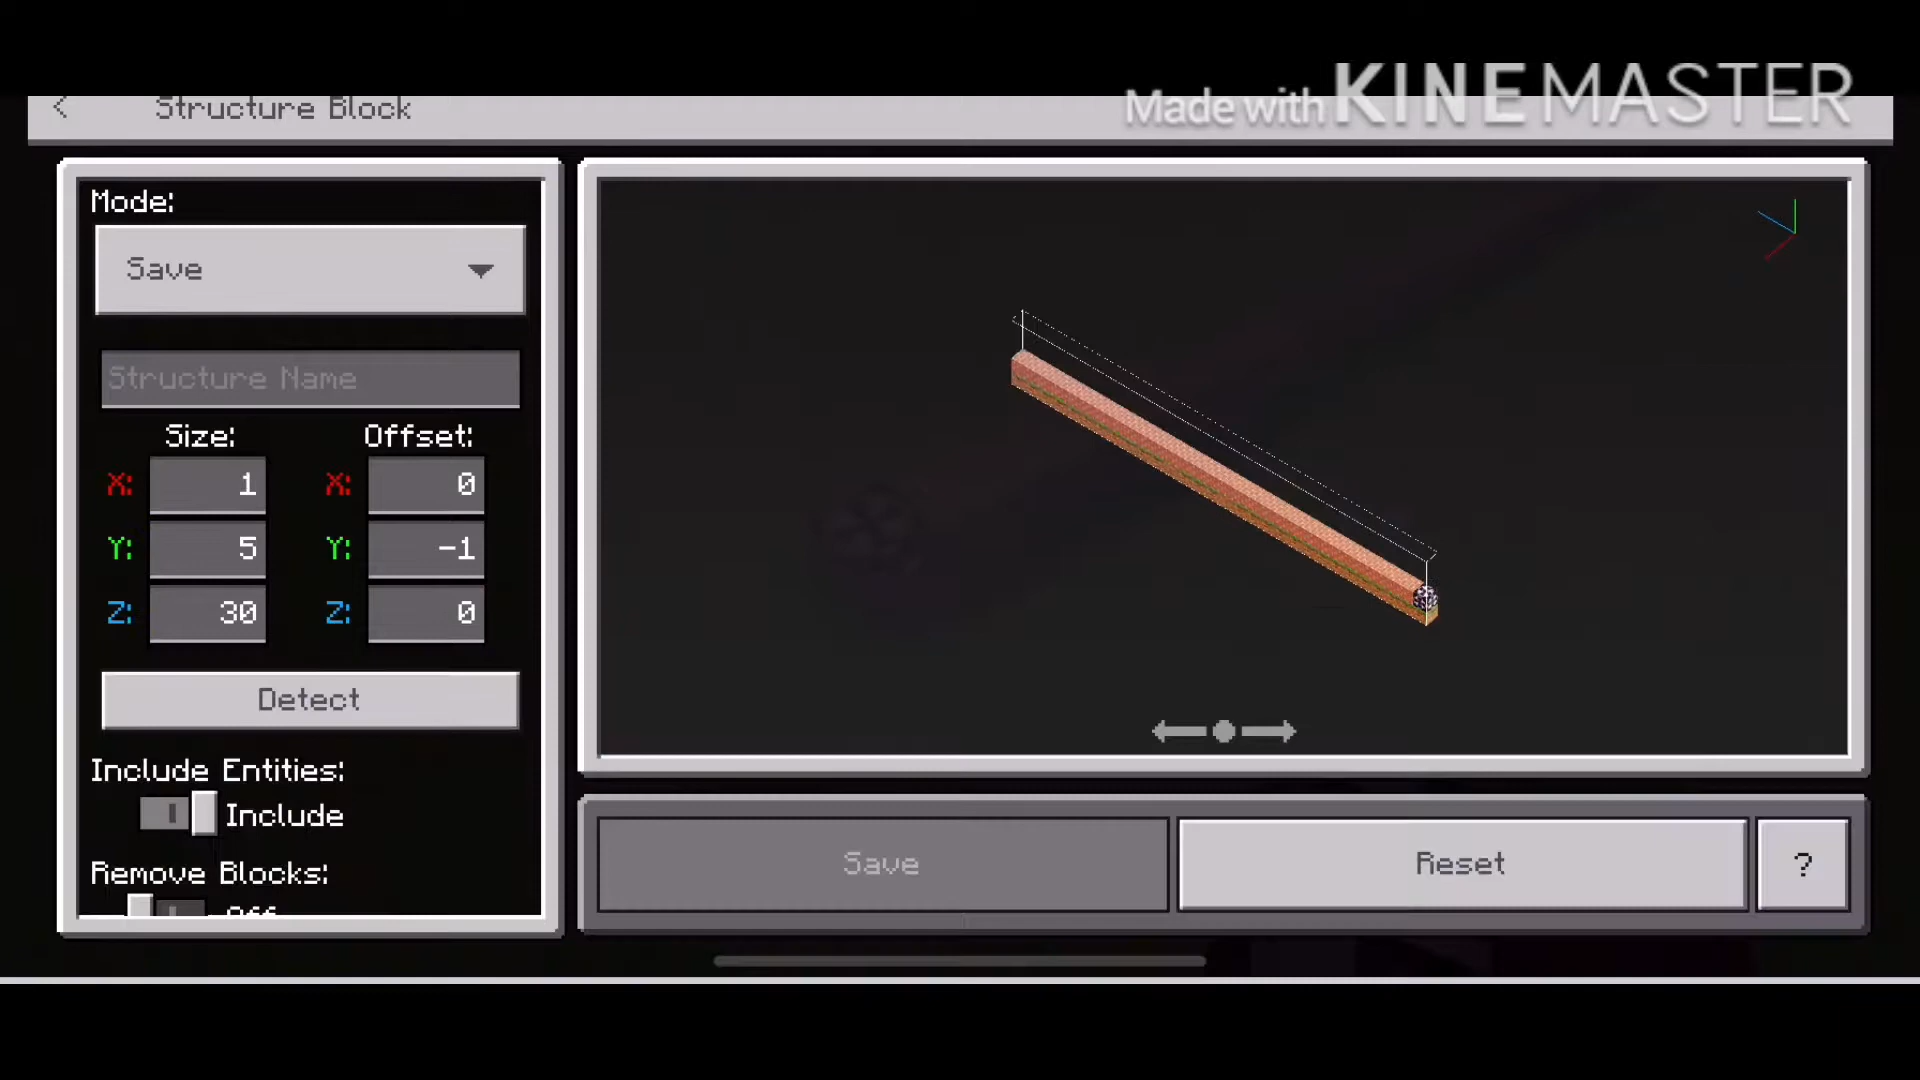 Made with KINEMASTER
Structure Block
Mode:
Save
Structure Name
Size: Offset:
X: 1 X: 0
Y: 5 Y: -1
Z: 30 Z: 0
Detect
Include Entities:
Include
Remove Blocks:
Off
Save Reset ?